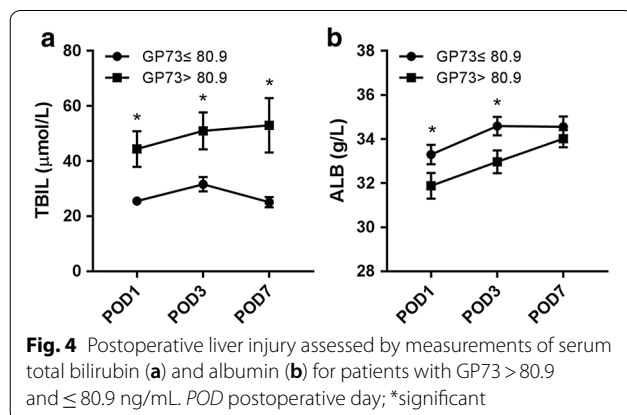 a
b
GP73≤ 80.9
GP73> 80.9
*
*
*
TBIL (μmol/L)
80
60
40
20
0
POD1
POD3
POD7
GP73≤ 80.9
GP73> 80.9
*
*
ALB (g/L)
38
36
34
32
30
28
POD1
POD3
POD7
Fig. 4 Postoperative liver injury assessed by measurements of serum
total bilirubin (a) and albumin (b) for patients with GP73 > 80.9
and ≤ 80.9 ng/mL. POD postoperative day; *significant